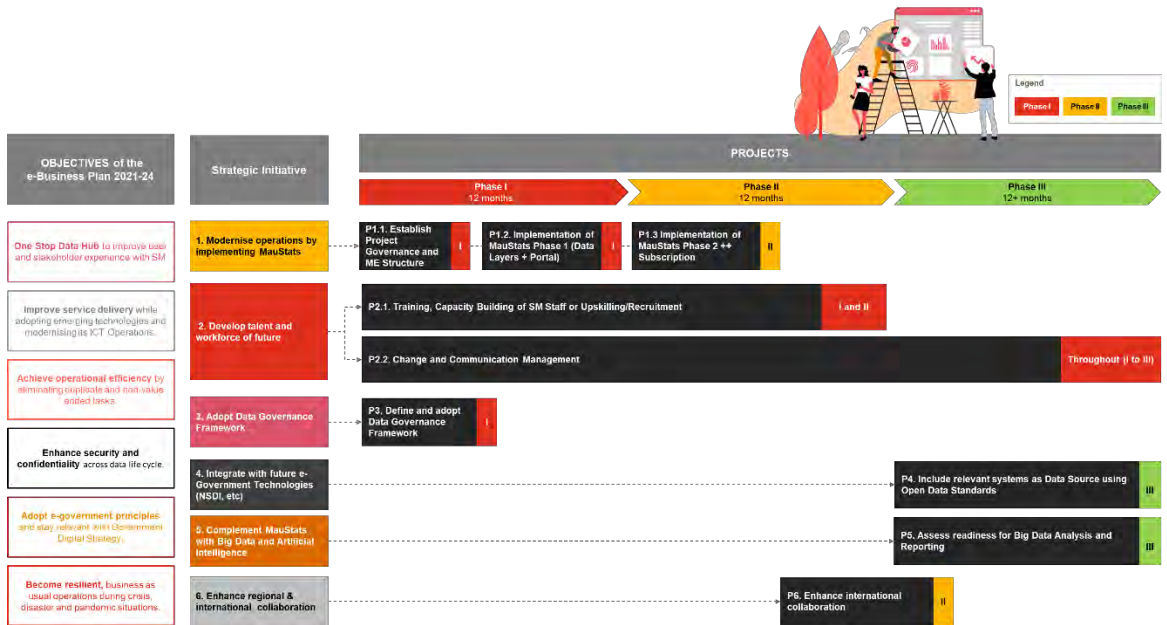 Legend
Phase I
Phase II
Phase III
OBJECTIVES of the
e-Business Plan 2021-24
Strategic Initiative
PROJECTS
Phase I
12 months
Phase II
12 months
Phase III
12+ months
One Stop Data Hub to improve user
and stakeholder experience with SM
Improve service delivery while
adopting emerging technologies and
modernising its ICT Operations.
Achieve operational efficiency by
eliminating duplicate and non-value
added tasks.
Enhance security and
confidentiality across data life cycle.
Adopt e-government principles
and stay relevant with Government
Digital Strategy.
Become resilient, business as
usual operations during crisis,
disaster and pandemic situations.
1. Modernise operations by
implementing MauStats
P1.1. Establish
Project
Governance and
ME Structure
I
P1.2. Implementation of
MauStats Phase 1 (Data
Layers + Portal)
I
P1.3 Implementation of
MauStats Phase 2 ++
Subscription
II
2. Develop talent and
workforce of future
P2.1. Training, Capacity Building of SM Staff or Upskilling/Recruitment
I and II
P2.2. Change and Communication Management
Throughout (I to III)
3. Adopt Data Governance
Framework
P3. Define and adopt
Data Governance
Framework
I
4. Integrate with future e-
Government Technologies
(NSDI, etc)
P4. Include relevant systems as Data Source using
Open Data Standards
III
5. Complement MauStats
with Big Data and Artificial
Intelligence
P5. Assess readiness for Big Data Analysis and
Reporting
III
6. Enhance regional &
international collaboration
P6. Enhance international
collaboration
II